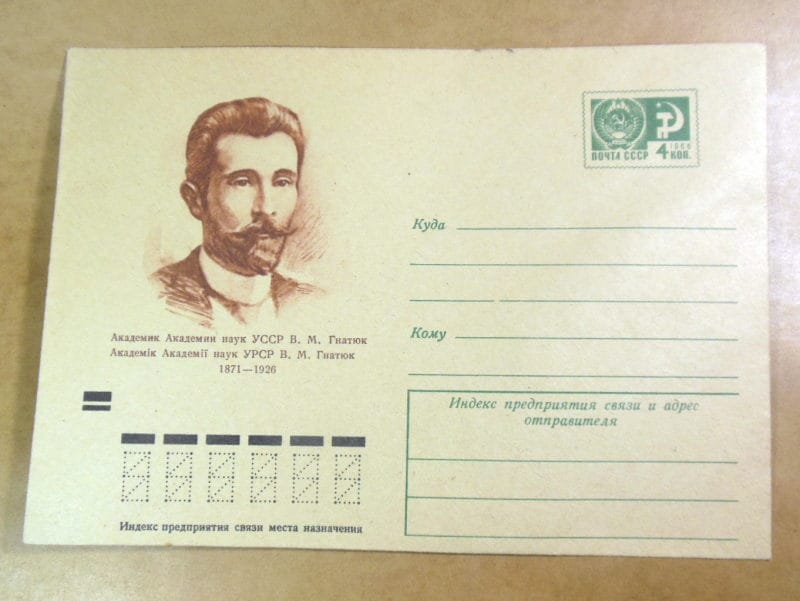 Академик Академии наук УССР В. М. Гнатюк
Академік Академії наук УРСР В. М. Гнатюк
1871—1926
Индекс предприятия связи места назначения
ПОЧТА СССР 4 1966 КОП.
Куда
Кому
Индекс предприятия связи и адрес
отправителя